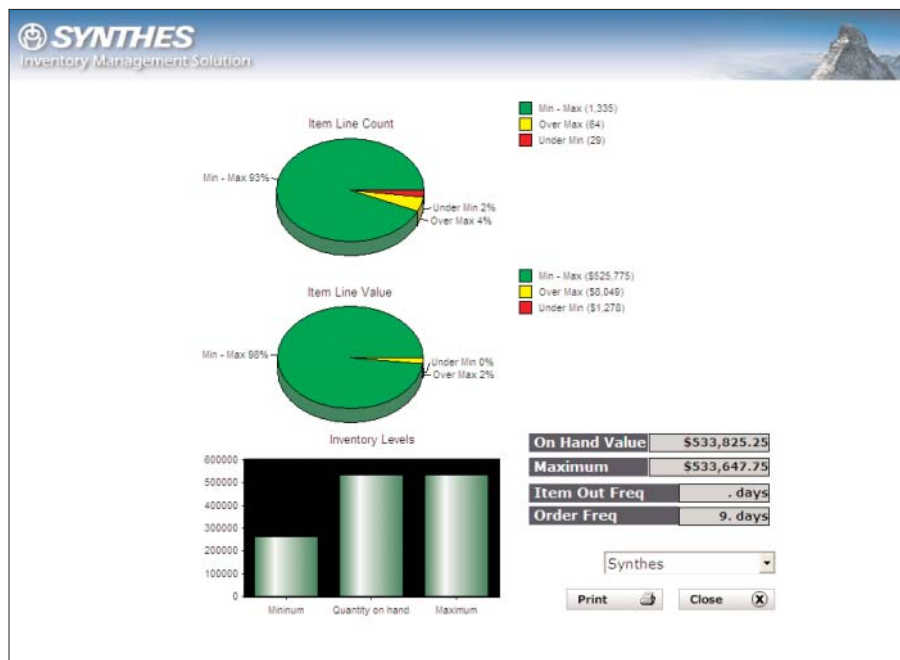 SYNTHES
Inventory Management Solution
Item Line Count
Min - Max (1,335)
Over Max (64)
Under Min (29)
Min - Max 93%
Under Min 2%
Over Max 4%
Item Line Value
Min - Max ($525,775)
Over Max ($8,049)
Under Min ($1,278)
Min - Max 98%
Under Min 0%
Over Max 2%
Inventory Levels
600000
500000
400000
300000
200000
100000
0
Mininum
Quantity on hand
Maximum
On Hand Value $533,825.25
Maximum $533,647.75
Item Out Freq . days
Order Freq 9. days
Synthes
Print
Close